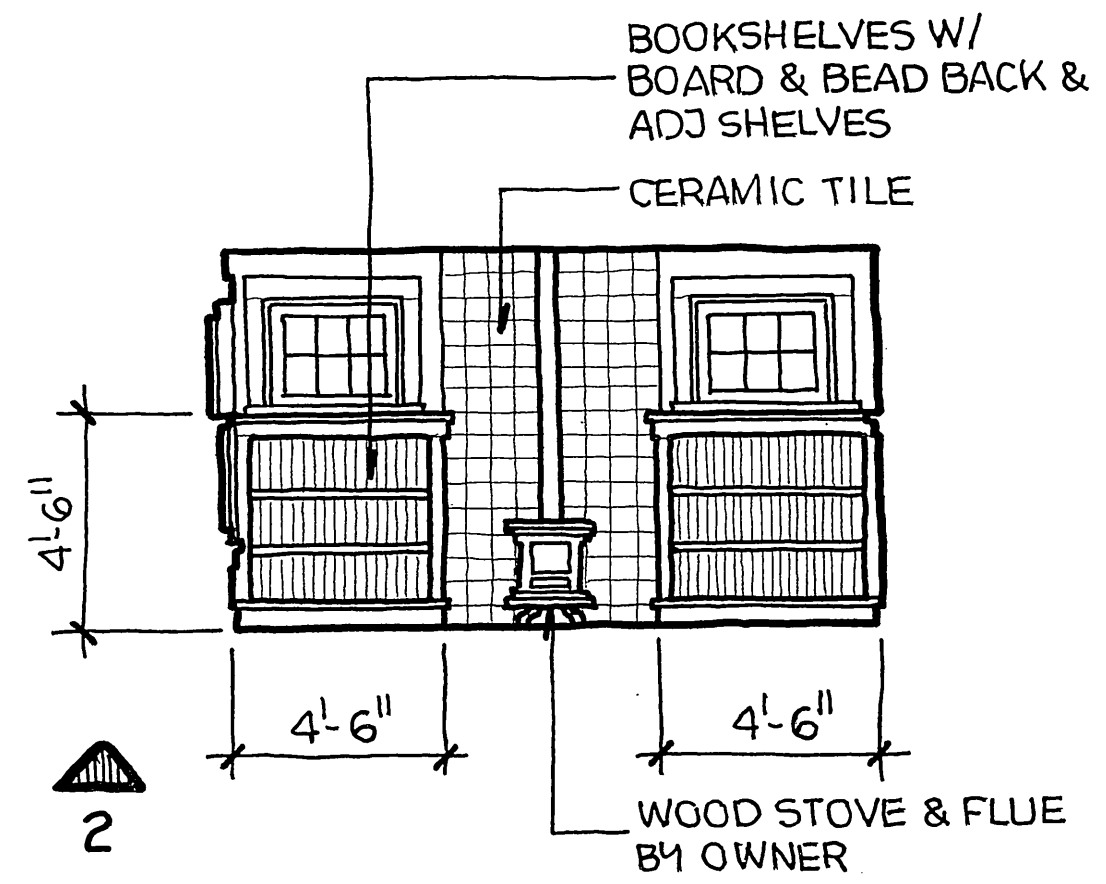 BOOKSHELVES W/
BOARD & BEAD BACK &
ADJ SHELVES
CERAMIC TILE
4'-6"
4'-6"
4'-6"
2
WOOD STOVE & FLUE
BY OWNER